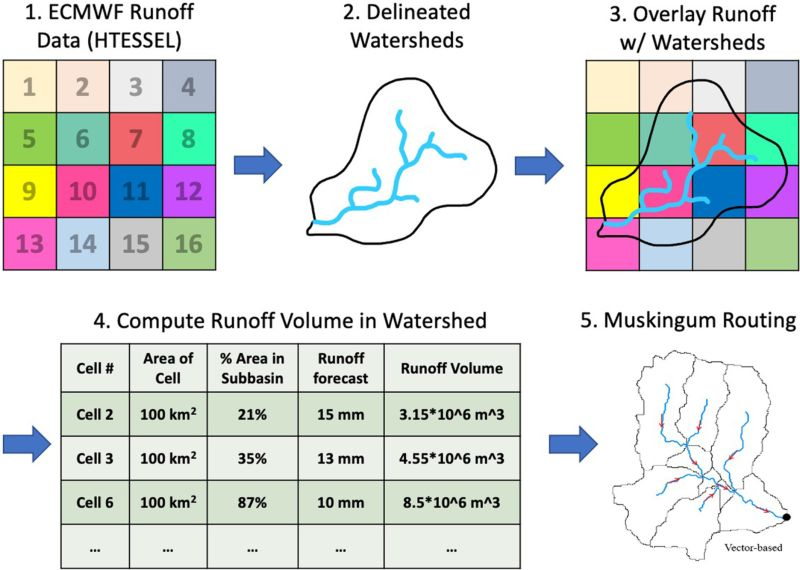 1. ECMWF Runoff
Data (HTESSEL)
1 2 3 4
5 6 7 8
9 10 11 12
13 14 15 16
2. Delineated
Watersheds
3. Overlay Runoff
w/ Watersheds
4. Compute Runoff Volume in Watershed
Cell # | Area of Cell | % Area in Subbasin | Runoff forecast | Runoff Volume
Cell 2 | 100 km² | 21% | 15 mm | 3.15*10^6 m^3
Cell 3 | 100 km² | 35% | 13 mm | 4.55*10^6 m^3
Cell 6 | 100 km² | 87% | 10 mm | 8.5*10^6 m^3
... | ... | ... | ... | ...
5. Muskingum Routing
Vector-based